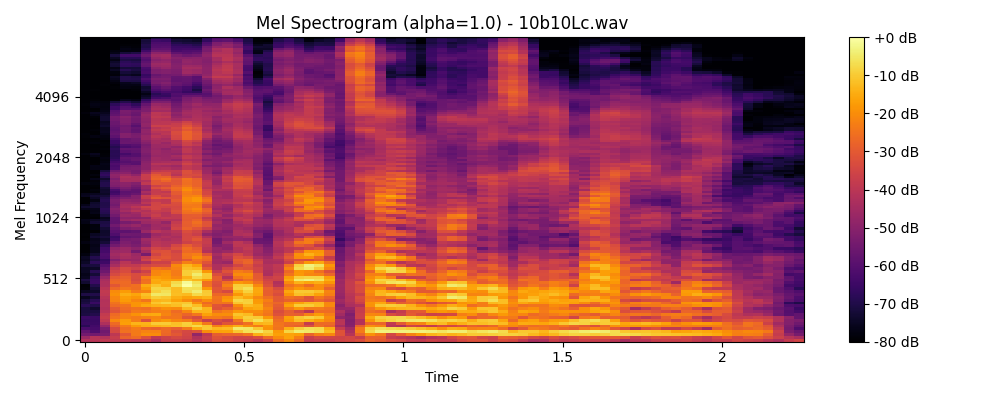 Mel Spectrogram (alpha=1.0) - 10b10Lc.wav
Mel Frequency
4096
2048
1024
512
0
0
0.5
1
1.5
2
Time
+0 dB
-10 dB
-20 dB
-30 dB
-40 dB
-50 dB
-60 dB
-70 dB
-80 dB